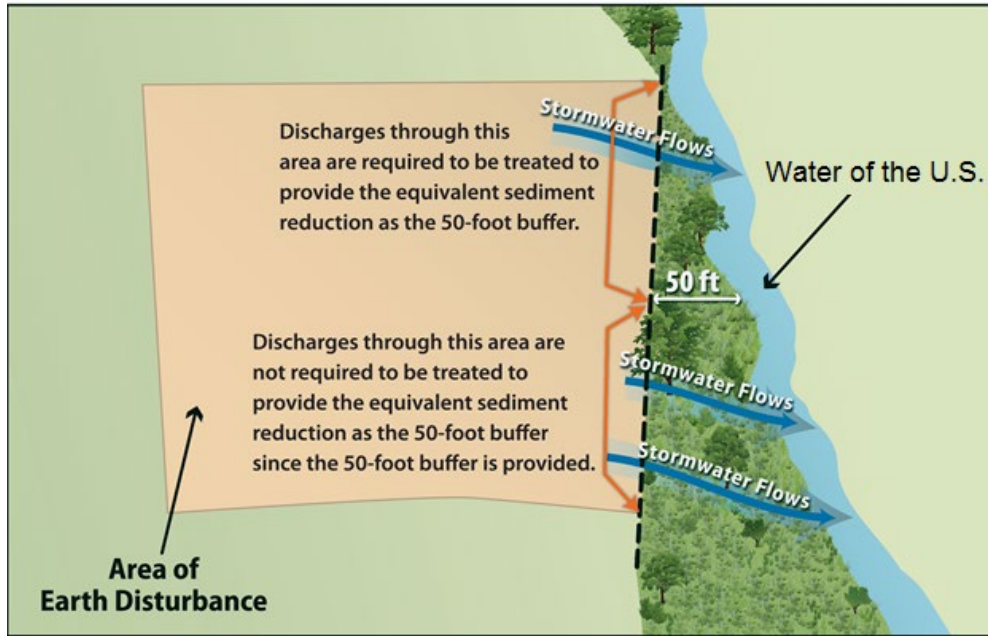 Stormwater Flows
Discharges through this
area are required to be treated to
provide the equivalent sediment
reduction as the 50-foot buffer.
Water of the U.S.
50 ft
Discharges through this area are
not required to be treated to
provide the equivalent sediment
reduction as the 50-foot buffer
since the 50-foot buffer is provided.
Stormwater Flows
Stormwater Flows
Area of
Earth Disturbance